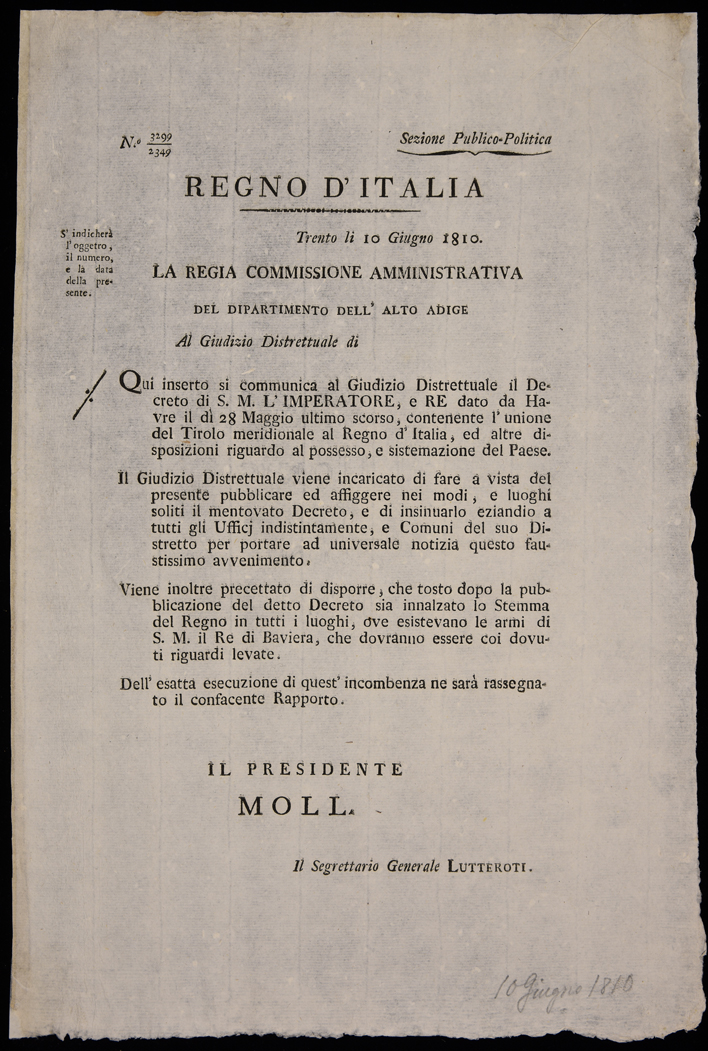 N.o 3299
2349
Sezione Publico-Politica
REGNO D'ITALIA
Trento li 10 Giugno 1810.
S' indicherà
l' oggetro,
il numero,
e la data
della pre-
sente.
LA REGIA COMMISSIONE AMMINISTRATIVA
DEL DIPARTIMENTO DELL' ALTO ADIGE
Al Giudizio Distrettuale di
Qui inserto si communica al Giudizio Distrettuale il De-
creto di S. M. L' IMPERATORE, e RE dato da Ha-
vre il dì 28 Maggio ultimo scorso, contenente l' unione
del Tirolo meridionale al Regno d' Italia, ed altre di-
sposizioni riguardo al possesso, e sistemazione del Paese.
Il Giudizio Distrettuale viene incaricato di fare a vista del
presente pubblicare ed affiggere nei modi, e luoghi
soliti il mentovato Decreto, e di insinuarlo eziandio a
tutti gli Ufficj indistintamente, e Comuni del suo Di-
stretto per portare ad universale notizia questo fau-
stissimo avvenimento.
Viene inoltre precettato di disporre, che tosto dopo la pub-
blicazione del detto Decreto sia innalzato lo Stemma
del Regno in tutti i luoghi, ove esistevano le armi di
S. M. il Re di Baviera, che dovranno essere coi dovu-
ti riguardi levate.
Dell' esatta esecuzione di quest' incombenza ne sarà rassegna-
to il confacente Rapporto.
IL PRESIDENTE
MOLL.
Il Segrettario Generale LUTTEROTI.
10 Giugno 1810